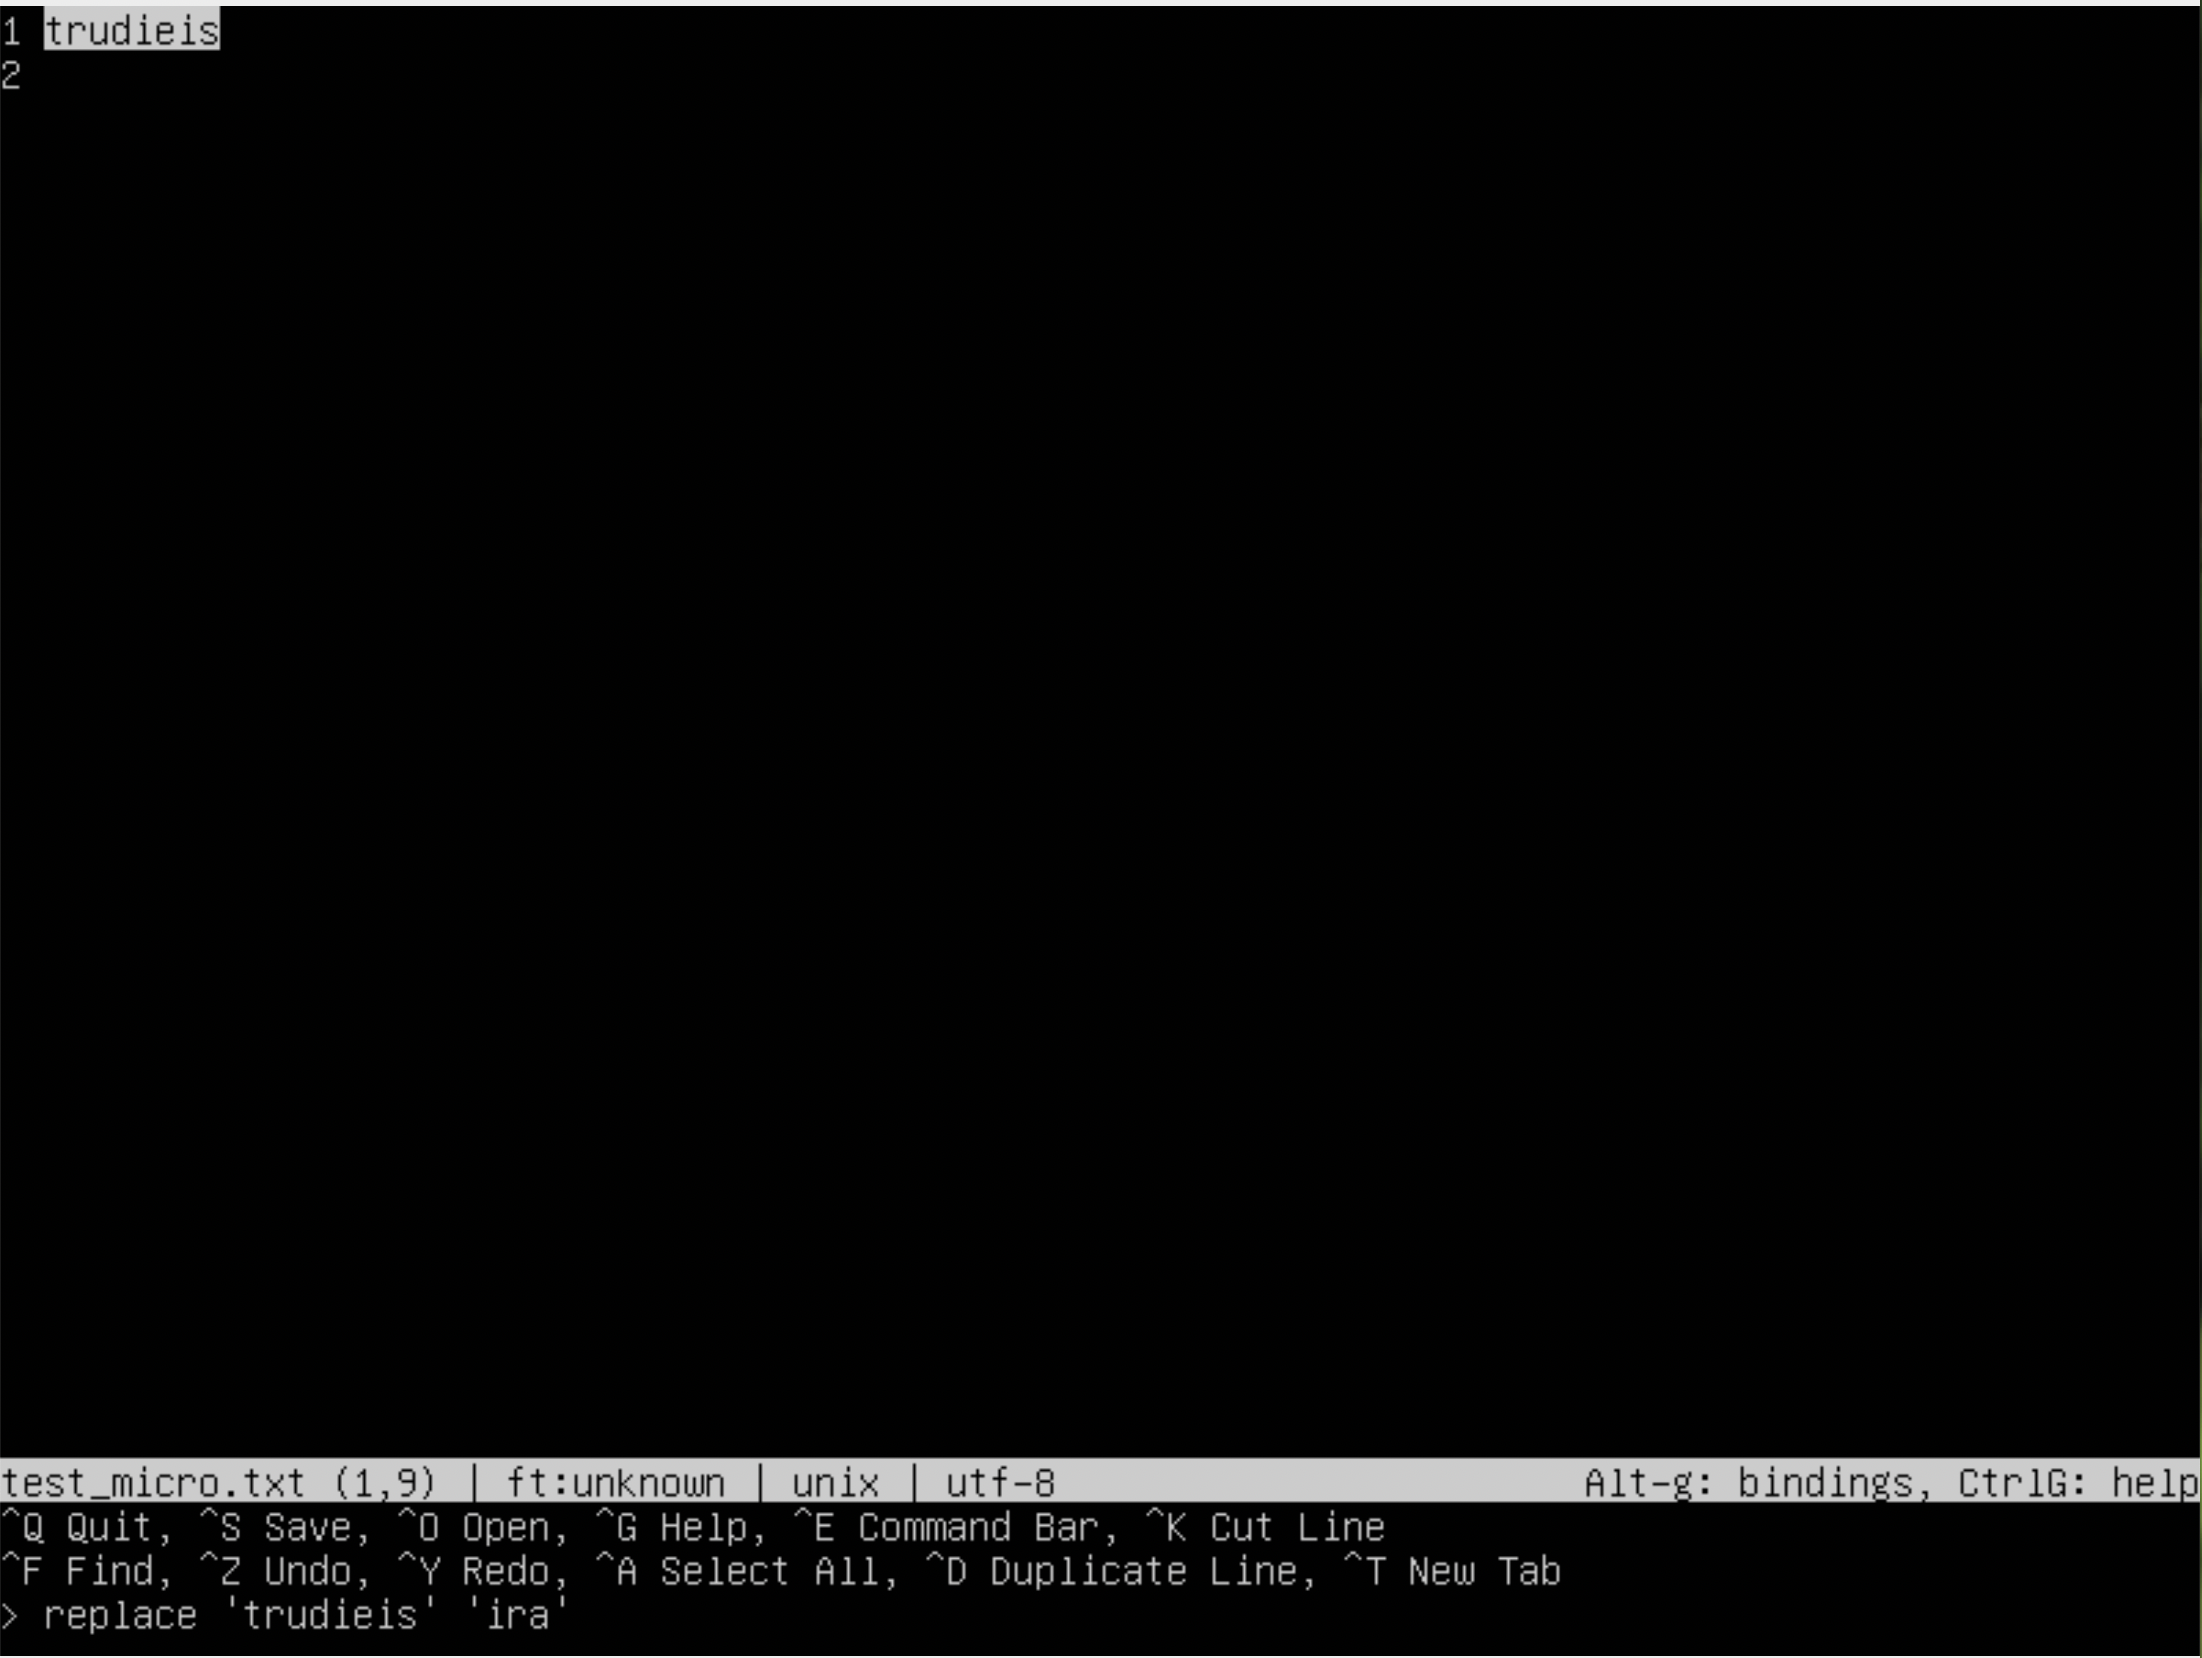 1 trudieis
2
test_micro.txt (1,9) | ft:unknown | unix | utf-8 Alt-g: bindings, CtrlG: help
^Q Quit, ^S Save, ^O Open, ^G Help, ^E Command Bar, ^K Cut Line
^F Find, ^Z Undo, ^Y Redo, ^A Select All, ^D Duplicate Line, ^T New Tab
> replace 'trudieis' 'ira'